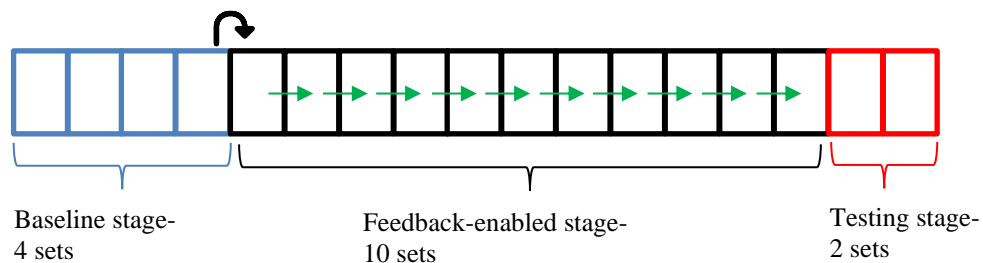 Baseline stage-
4 sets
Feedback-enabled stage-
10 sets
Testing stage-
2 sets